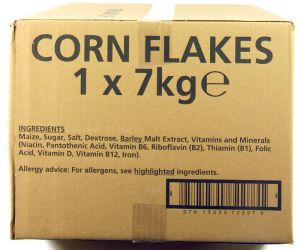 CORN FLAKES
1 x 7kg℮
INGREDIENTS
Maize, Sugar, Salt, Dextrose, Barley Malt Extract, Vitamins and Minerals
(Niacin, Pantothenic Acid, Vitamin B6, Riboflavin (B2), Thiamin (B1), Folic
Acid, Vitamin D, Vitamin B12, Iron).
Allergy advice: For allergens, see highlighted ingredients.